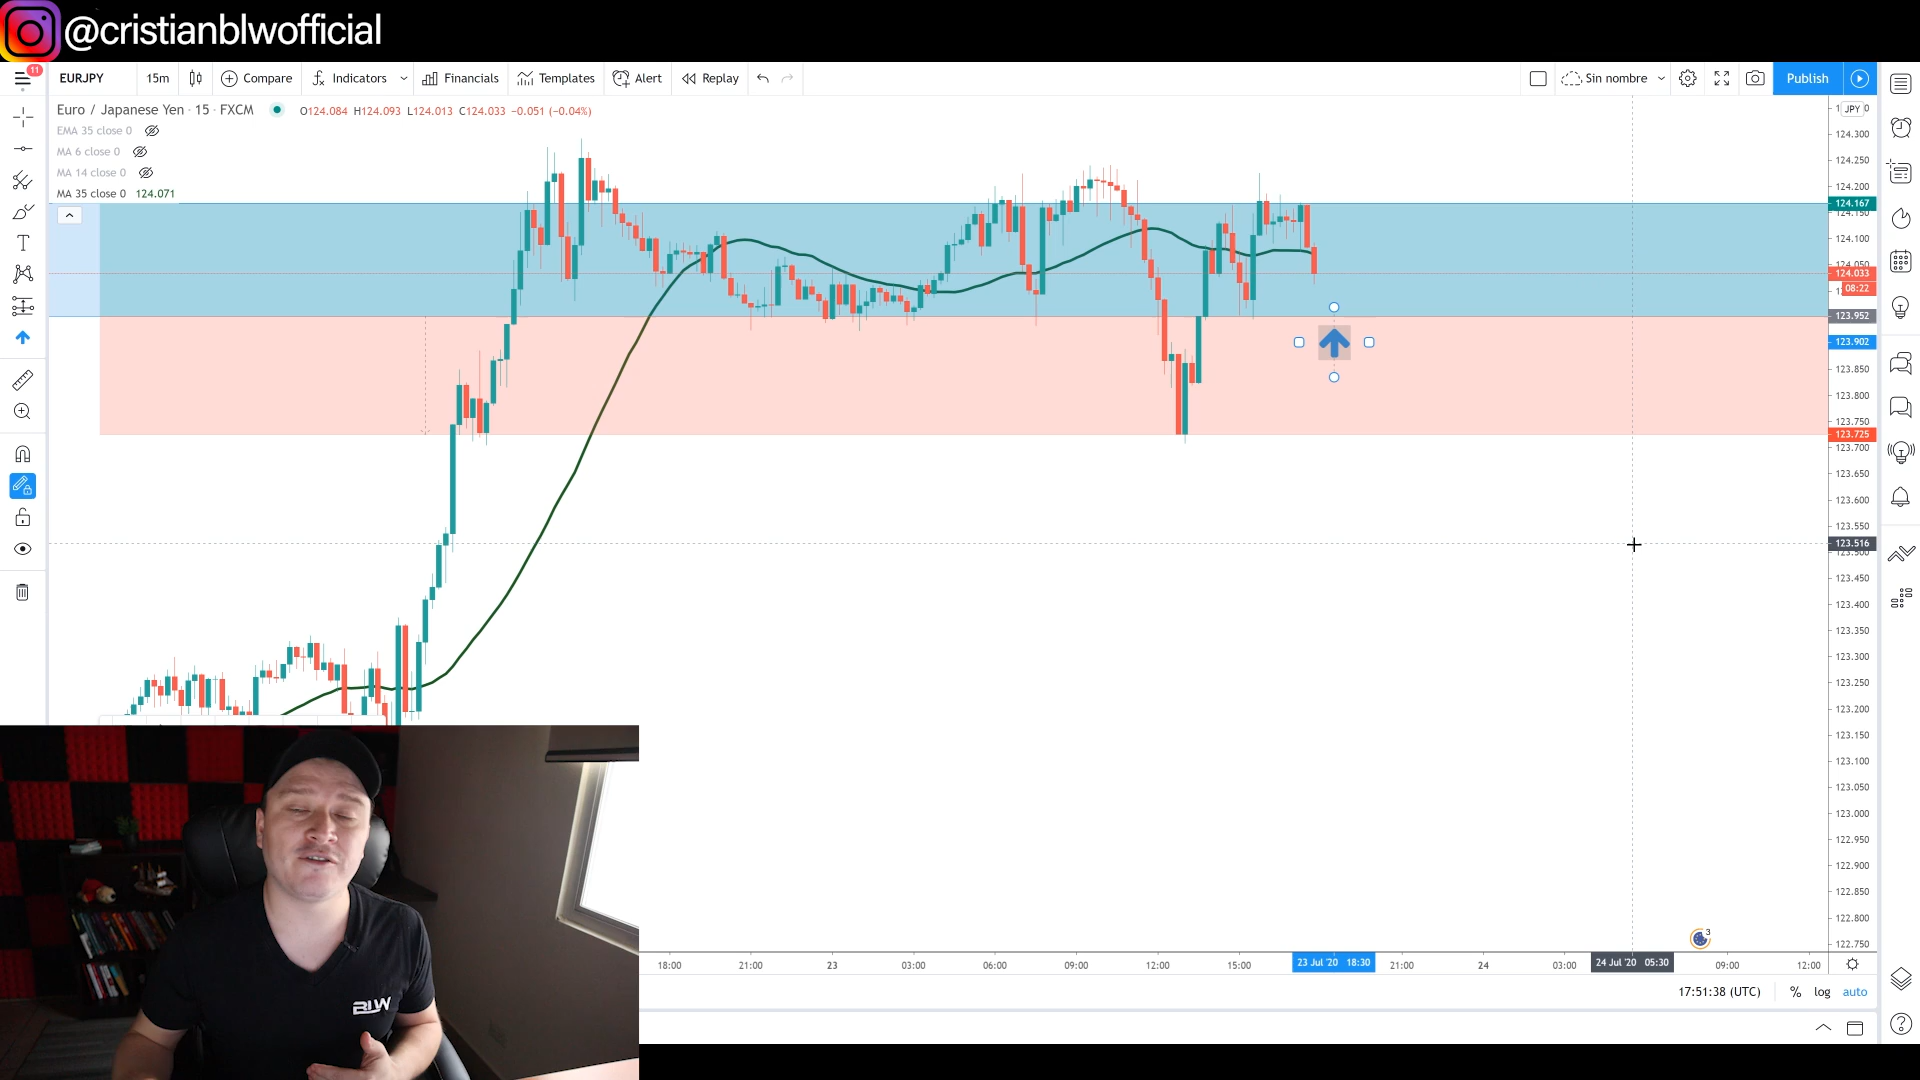 @cristianblwofficial
11
EURJPY
15m
Compare
Indicators
Financials
Templates
Alert
Replay
Sin nombre
Publish
Euro / Japanese Yen · 15 · FXCM
O124.084 H124.093 L124.013 C124.033 −0.051 (−0.04%)
EMA 35 close 0
MA 6 close 0
MA 14 close 0
MA 35 close 0 124.071
JPY
124.300
124.250
124.200
124.167
124.150
124.100
124.050
124.033
08:22
123.952
123.902
123.850
123.800
123.750
123.725
123.700
123.650
123.600
123.550
123.516
123.500
123.450
123.400
123.350
123.300
123.250
123.200
123.150
123.100
123.050
123.000
122.950
122.900
122.850
122.800
122.750
3
18:00
21:00
23
03:00
06:00
09:00
12:00
15:00
23 Jul '20 18:30
21:00
24
03:00
24 Jul '20 05:30
09:00
12:00
17:51:38 (UTC)
%
log
auto
BLW